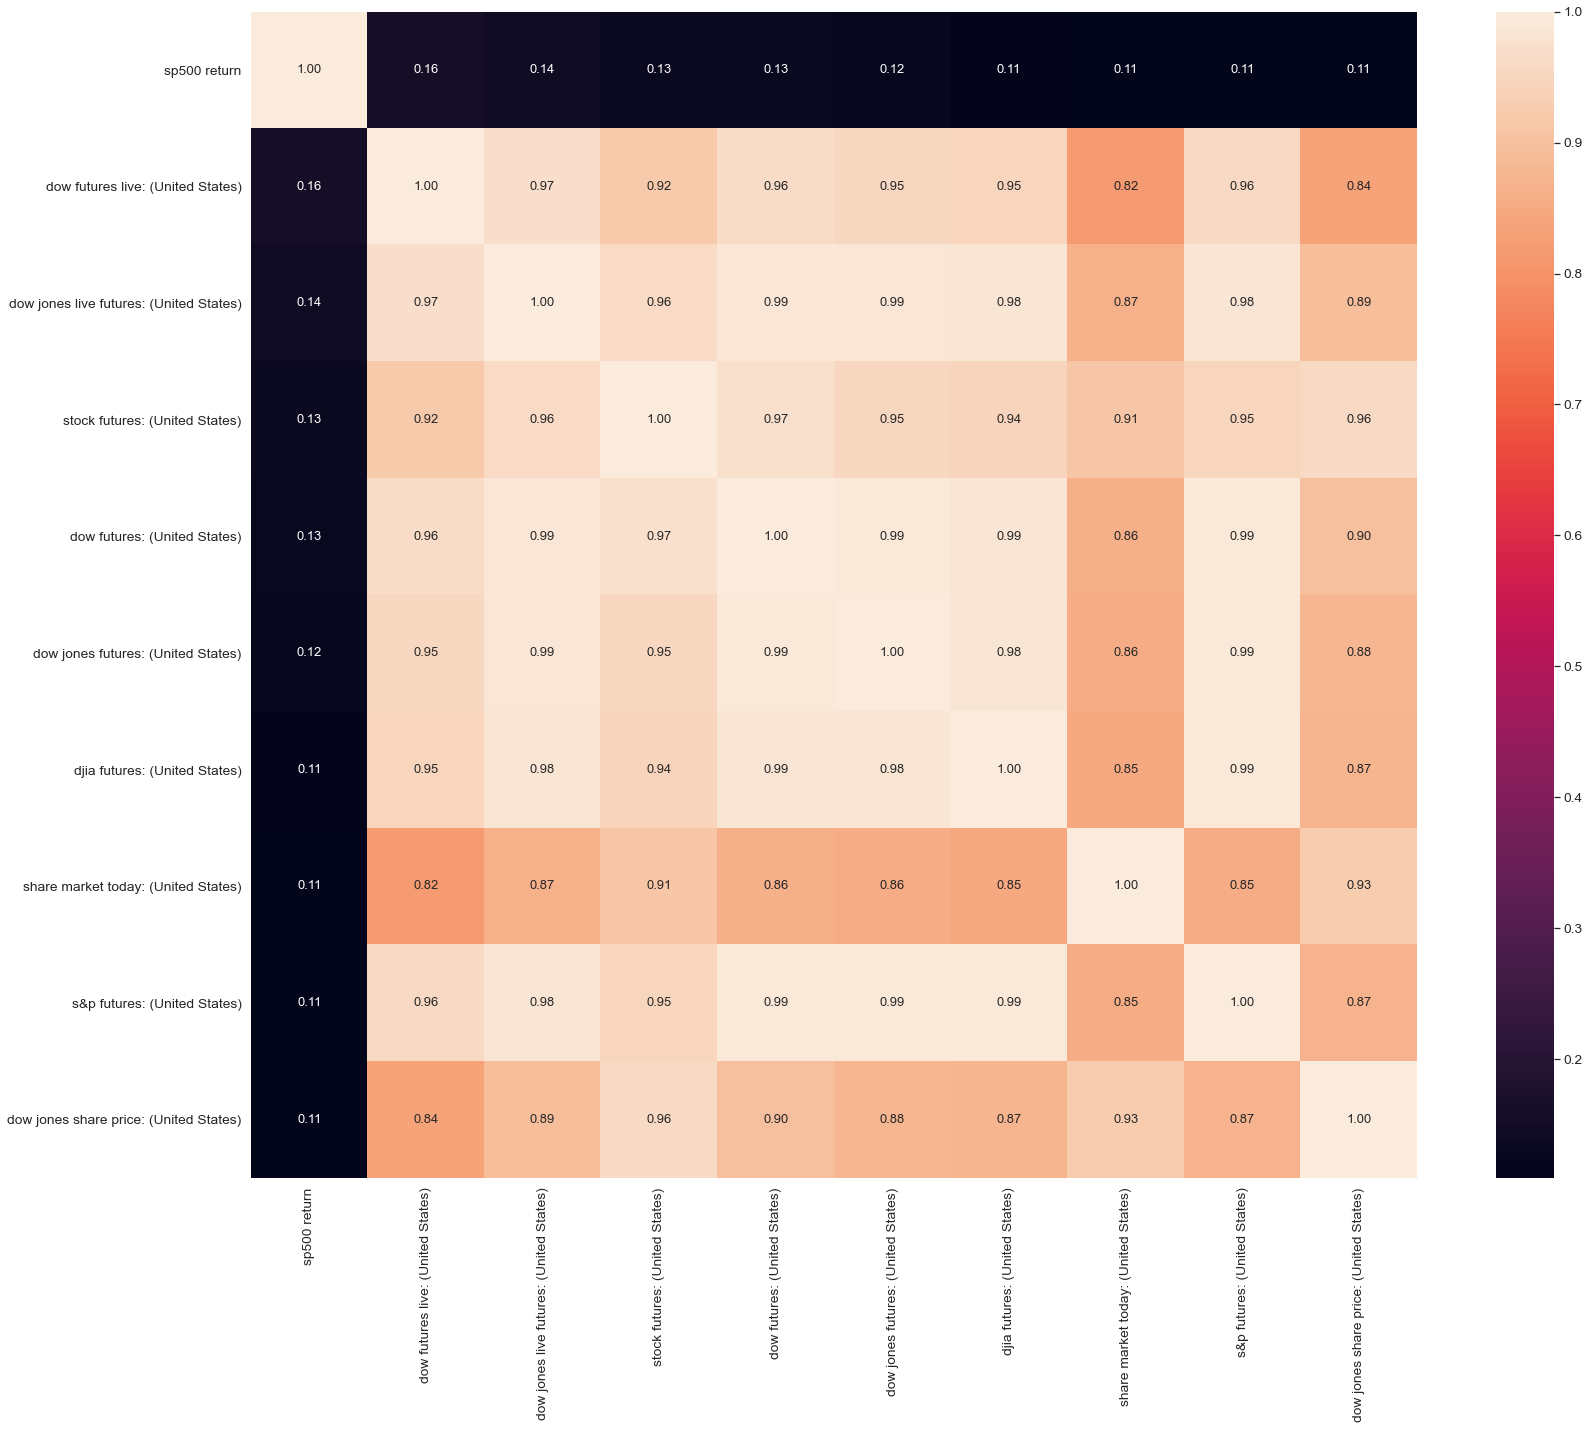 sp500 return 1.00 0.16 0.14 0.13 0.13 0.12 0.11 0.11 0.11 0.11
dow futures live: (United States) 0.16 1.00 0.97 0.92 0.96 0.95 0.95 0.82 0.96 0.84
dow jones live futures: (United States) 0.14 0.97 1.00 0.96 0.99 0.99 0.98 0.87 0.98 0.89
stock futures: (United States) 0.13 0.92 0.96 1.00 0.97 0.95 0.94 0.91 0.95 0.96
dow futures: (United States) 0.13 0.96 0.99 0.97 1.00 0.99 0.99 0.86 0.99 0.90
dow jones futures: (United States) 0.12 0.95 0.99 0.95 0.99 1.00 0.98 0.86 0.99 0.88
djia futures: (United States) 0.11 0.95 0.98 0.94 0.99 0.98 1.00 0.85 0.99 0.87
share market today: (United States) 0.11 0.82 0.87 0.91 0.86 0.86 0.85 1.00 0.85 0.93
s&p futures: (United States) 0.11 0.96 0.98 0.95 0.99 0.99 0.99 0.85 1.00 0.87
dow jones share price: (United States) 0.11 0.84 0.89 0.96 0.90 0.88 0.87 0.93 0.87 1.00
sp500 return
dow futures live: (United States)
dow jones live futures: (United States)
stock futures: (United States)
dow futures: (United States)
dow jones futures: (United States)
djia futures: (United States)
share market today: (United States)
s&p futures: (United States)
dow jones share price: (United States)
1.0
0.9
0.8
0.7
0.6
0.5
0.4
0.3
0.2